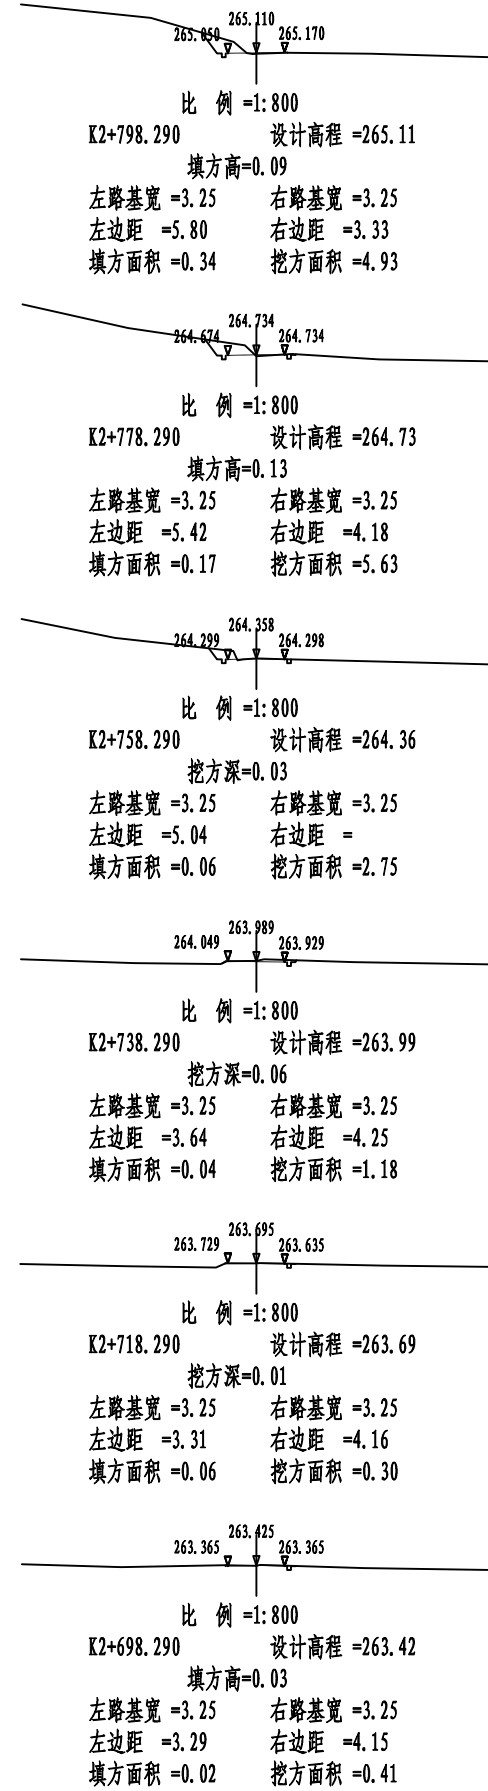 265.050 265.110 265.170
比 例 =1:800
K2+798.290 设计高程 =265.11
填方高=0.09
左路基宽 =3.25 右路基宽 =3.25
左边距 =5.80 右边距 =3.33
填方面积 =0.34 挖方面积 =4.93
264.674 264.734 264.734
比 例 =1:800
K2+778.290 设计高程 =264.73
填方高=0.13
左路基宽 =3.25 右路基宽 =3.25
左边距 =5.42 右边距 =4.18
填方面积 =0.17 挖方面积 =5.63
264.299 264.358 264.298
比 例 =1:800
K2+758.290 设计高程 =264.36
挖方深=0.03
左路基宽 =3.25 右路基宽 =3.25
左边距 =5.04 右边距 =
填方面积 =0.06 挖方面积 =2.75
264.049 263.989 263.929
比 例 =1:800
K2+738.290 设计高程 =263.99
挖方深=0.06
左路基宽 =3.25 右路基宽 =3.25
左边距 =3.64 右边距 =4.25
填方面积 =0.04 挖方面积 =1.18
263.729 263.695 263.635
比 例 =1:800
K2+718.290 设计高程 =263.69
挖方深=0.01
左路基宽 =3.25 右路基宽 =3.25
左边距 =3.31 右边距 =4.16
填方面积 =0.06 挖方面积 =0.30
263.365 263.425 263.365
比 例 =1:800
K2+698.290 设计高程 =263.42
填方高=0.03
左路基宽 =3.25 右路基宽 =3.25
左边距 =3.29 右边距 =4.15
填方面积 =0.02 挖方面积 =0.41